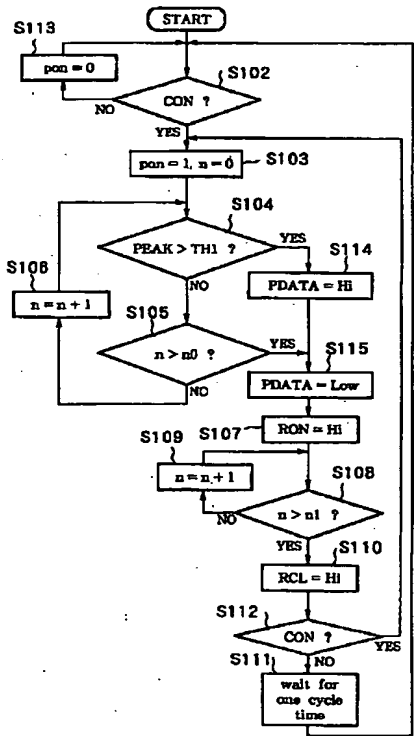 START
S113
pon = 0
S102
CON ?
NO
YES
pon = 1, n = 0
S103
S104
PEAK > TH1 ?
YES
S106
S114
n = n + 1
NO
PDATA = Hi
S105
n > n0 ?
YES
S115
NO
PDATA = Low
S107
RON = Hi
S109
n = n + 1
S108
n > n1 ?
NO
YES
S110
RCL = Hi
S112
CON ?
YES
S111
NO
wait for
one cycle
time